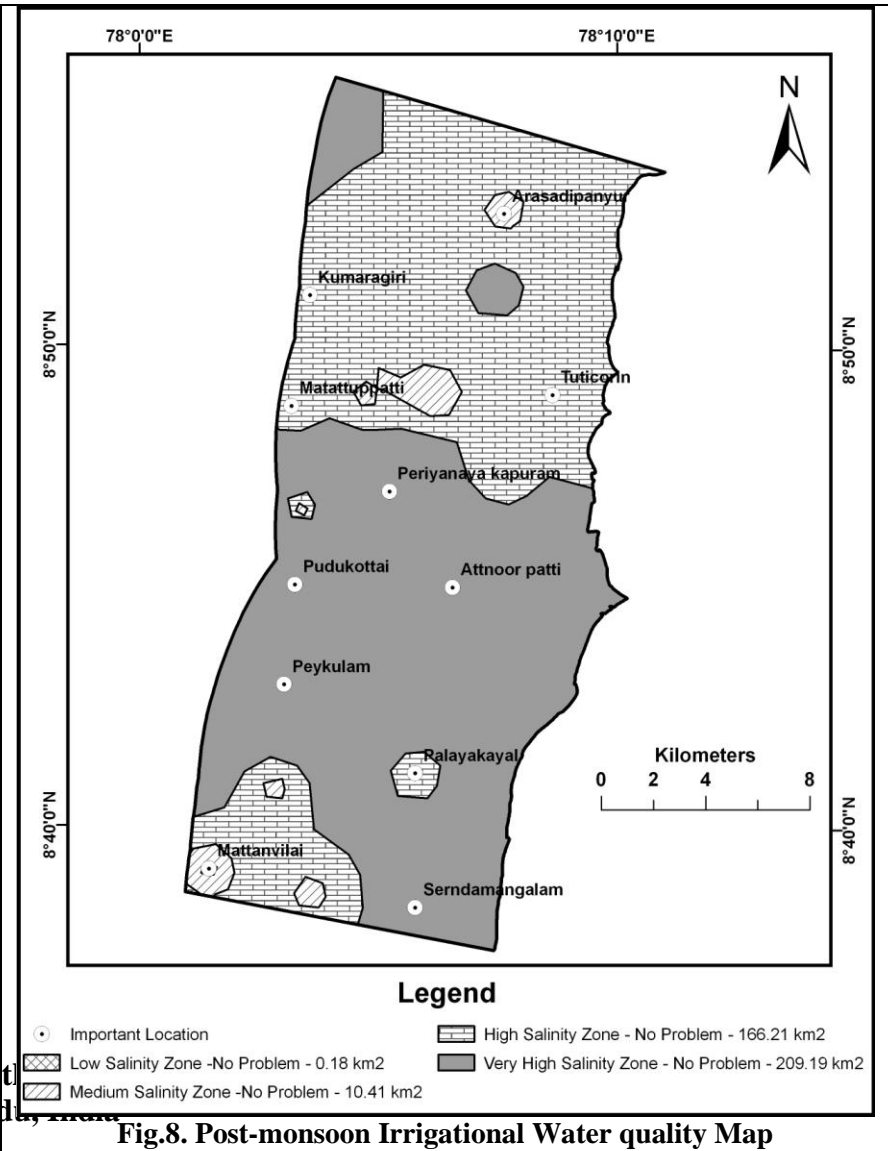 78°0'0"E
78°10'0"E
N
Arasadipanyu
Kumaragiri
8°50'0"N
8°50'0"N
Matattuppatti
Tuticorin
Periyanaya kapuram
Pudukottai
Attnoor patti
Peykulam
Palayakayal
Kilometers
0 2 4 8
8°40'0"N
8°40'0"N
Mattanvilai
Serndamangalam
Legend
Important Location
High Salinity Zone - No Problem - 166.21 km2
Low Salinity Zone -No Problem - 0.18 km2
Very High Salinity Zone - No Problem - 209.19 km2
Medium Salinity Zone -No Problem - 10.41 km2
Fig.8. Post-monsoon Irrigational Water quality Map